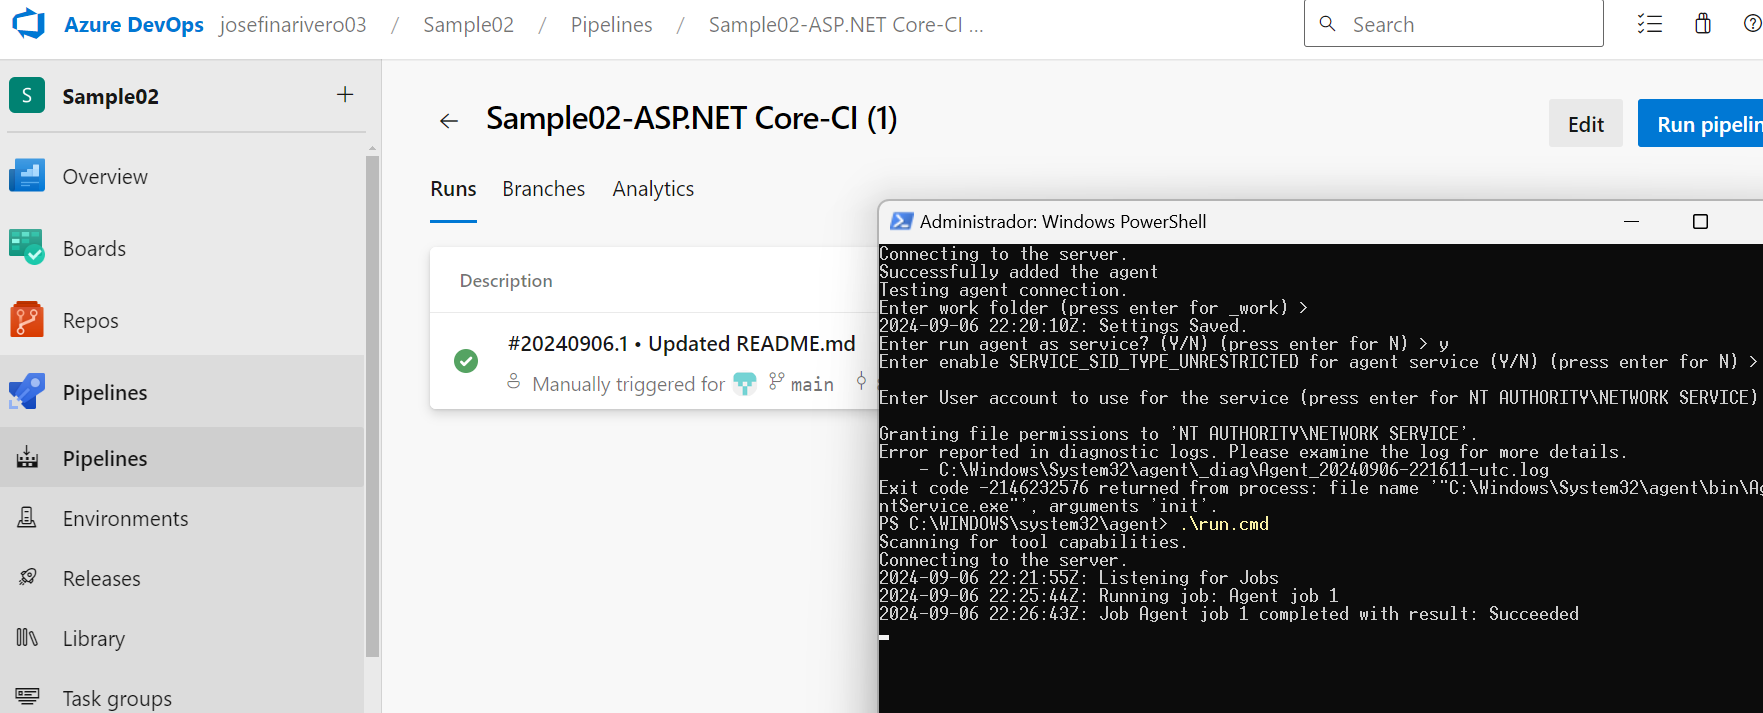 Azure DevOps josefinarivero03 / Sample02 / Pipelines / Sample02-ASP.NET Core-CI ...
Search
S Sample02 +
Overview
Boards
Repos
Pipelines
Pipelines
Environments
Releases
Library
Task groups
Sample02-ASP.NET Core-CI (1)
Edit
Run pipelin
Runs Branches Analytics
Description
#20240906.1 • Updated README.md
Manually triggered for main
Administrador: Windows PowerShell
Connecting to the server.
Successfully added the agent
Testing agent connection.
Enter work folder (press enter for _work) >
2024-09-06 22:20:10Z: Settings Saved.
Enter run agent as service? (Y/N) (press enter for N) > y
Enter enable SERVICE_SID_TYPE_UNRESTRICTED for agent service (Y/N) (press enter for N) >
Enter User account to use for the service (press enter for NT AUTHORITY\NETWORK SERVICE)
Granting file permissions to 'NT AUTHORITY\NETWORK SERVICE'.
Error reported in diagnostic logs. Please examine the log for more details.
- C:\Windows\System32\agent\_diag\Agent_20240906-221611-utc.log
Exit code -2146232576 returned from process: file name '"C:\Windows\System32\agent\bin\Ag
ntService.exe"', arguments 'init'.
PS C:\WINDOWS\system32\agent> .\run.cmd
Scanning for tool capabilities.
Connecting to the server.
2024-09-06 22:21:55Z: Listening for Jobs
2024-09-06 22:25:44Z: Running job: Agent job 1
2024-09-06 22:26:43Z: Job Agent job 1 completed with result: Succeeded